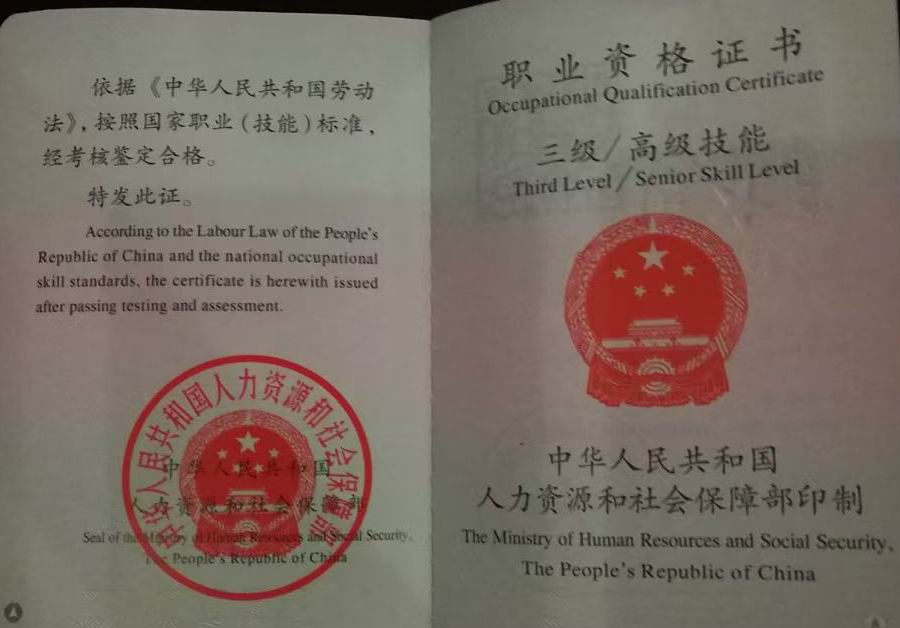 依据《中华人民共和国劳动
法》，按照国家职业（技能）标准，
经考核鉴定合格。
特发此证。
According to the Labour Law of the People's
Republic of China and the national occupational
skill standards, the certificate is herewith issued
after passing testing and assessment.
中华人民共和国人力资源和社会保障部
中华人民共和国
人力资源和社会保障部
Seal of the Ministry of Human Resources and Social Security,
The People's Republic of China
职业资格证书
Occupational Qualification Certificate
三级/高级技能
Third Level/Senior Skill Level
中华人民共和国
人力资源和社会保障部印制
The Ministry of Human Resources and Social Security,
The People's Republic of China